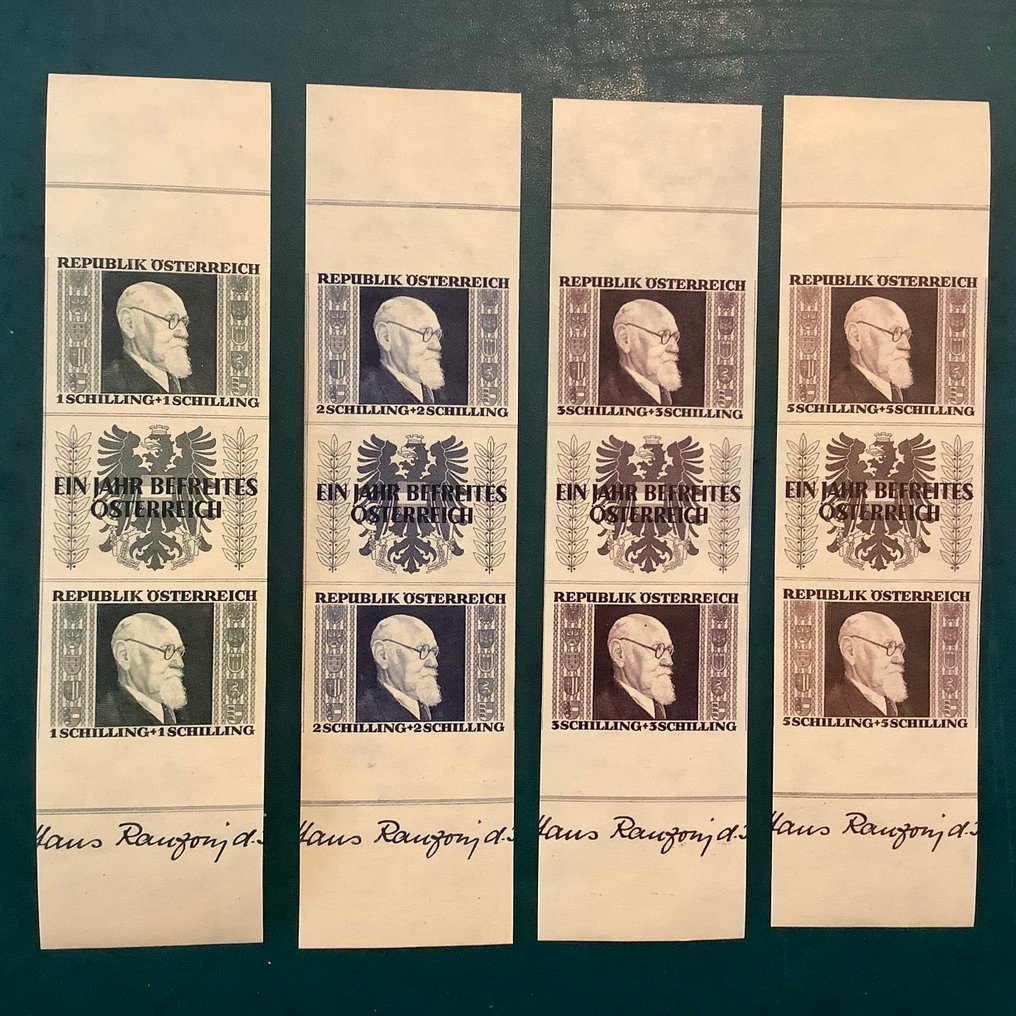 REPUBLIK ÖSTERREICH
1 SCHILLING+1 SCHILLING
EIN JAHR BEFREITES
ÖSTERREICH
REPUBLIK ÖSTERREICH
1 SCHILLING+1 SCHILLING
Hans Ranzoni d.J
REPUBLIK ÖSTERREICH
2 SCHILLING+2 SCHILLING
EIN JAHR BEFREITES
ÖSTERREICH
REPUBLIK ÖSTERREICH
2 SCHILLING+2 SCHILLING
Hans Ranzoni d.J
REPUBLIK ÖSTERREICH
3 SCHILLING+3 SCHILLING
EIN JAHR BEFREITES
ÖSTERREICH
REPUBLIK ÖSTERREICH
3 SCHILLING+3 SCHILLING
Hans Ranzoni d.J
REPUBLIK ÖSTERREICH
5 SCHILLING+5 SCHILLING
EIN JAHR BEFREITES
ÖSTERREICH
REPUBLIK ÖSTERREICH
5 SCHILLING+5 SCHILLING
Hans Ranzoni d.J